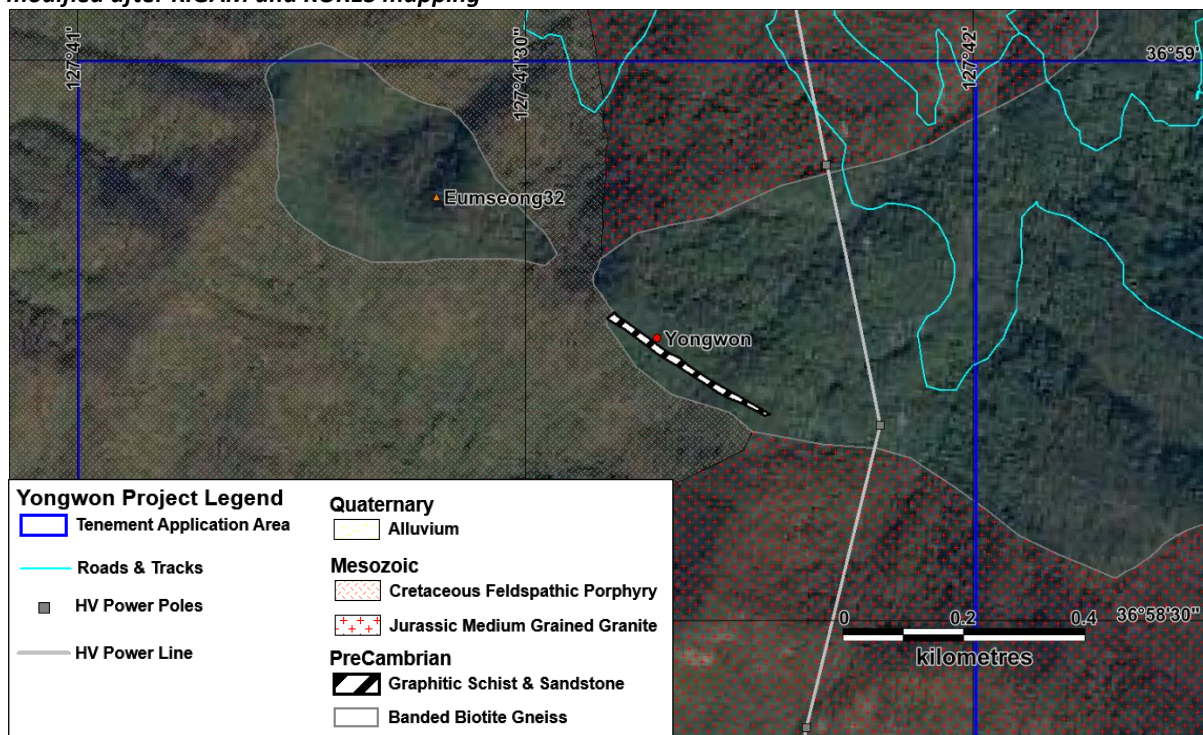 modified after KIGAM and KORES mapping
127°41'
127°41'30"
127°42'
36°59'
Eumseong32
Yongwon
36°58'30"
0 0.2 0.4
kilometres
Yongwon Project Legend
Tenement Application Area
Roads & Tracks
HV Power Poles
HV Power Line
Quaternary
Alluvium
Mesozoic
Cretaceous Feldspathic Porphyry
Jurassic Medium Grained Granite
PreCambrian
Graphitic Schist & Sandstone
Banded Biotite Gneiss